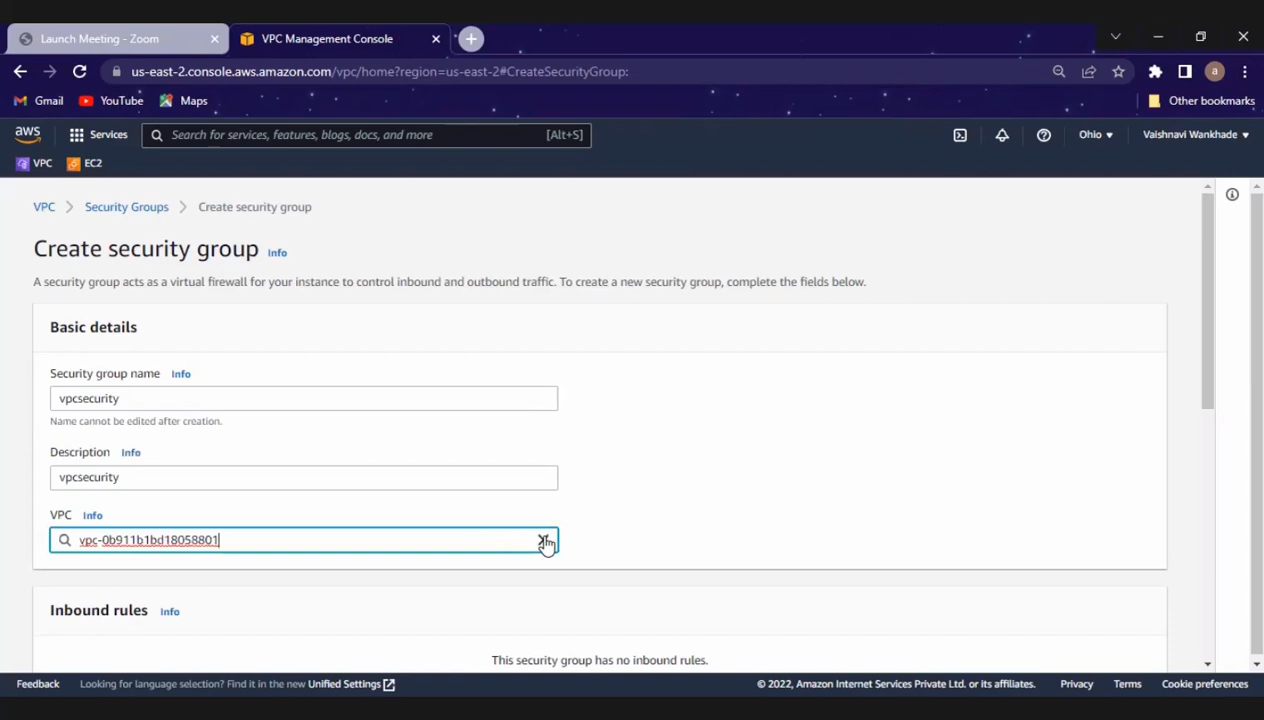 Launch Meeting - Zoom
VPC Management Console
us-east-2.console.aws.amazon.com/vpc/home?region=us-east-2#CreateSecurityGroup:
a
Gmail
YouTube
Maps
Other bookmarks
aws
Services
Search for services, features, blogs, docs, and more
[Alt+S]
Ohio
Vaishnavi Wankhade
VPC
EC2
VPC
Security Groups
Create security group
Create security group
Info
A security group acts as a virtual firewall for your instance to control inbound and outbound traffic. To create a new security group, complete the fields below.
Basic details
Security group name
Info
vpcsecurity
Name cannot be edited after creation.
Description
Info
vpcsecurity
VPC
Info
vpc-0b911b1bd18058801
Inbound rules
Info
This security group has no inbound rules.
Feedback
Looking for language selection? Find it in the new Unified Settings
© 2022, Amazon Internet Services Private Ltd. or its affiliates.
Privacy
Terms
Cookie preferences